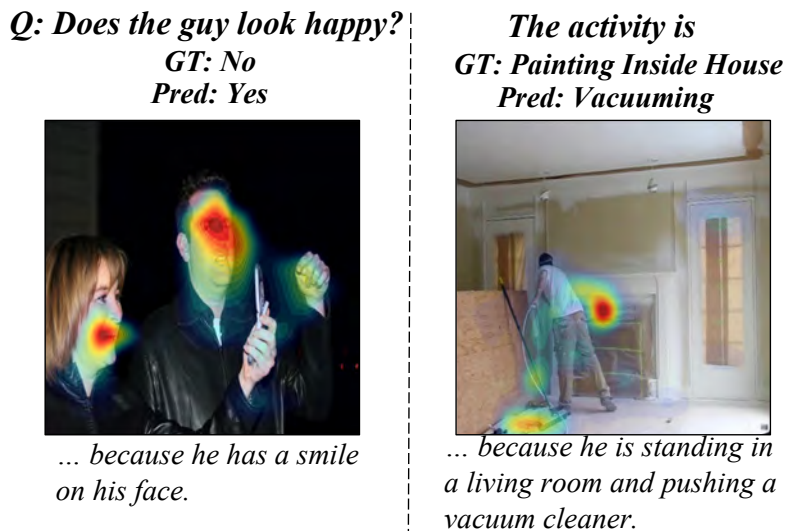 Q: Does the guy look happy?
GT: No
Pred: Yes
... because he has a smile
on his face.
The activity is
GT: Painting Inside House
Pred: Vacuuming
... because he is standing in
a living room and pushing a
vacuum cleaner.